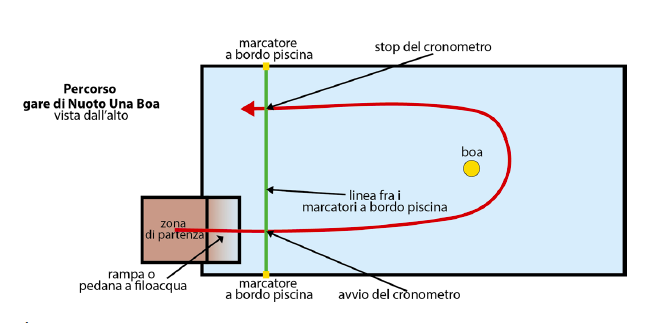 marcatore
a bordo piscina
stop del cronometro
Percorso
gare di Nuoto Una Boa
vista dall'alto
boa
linea fra i
marcatori a bordo piscina
zona
di partenza
rampa o
pedana a filoacqua
marcatore
a bordo piscina
avvio del cronometro